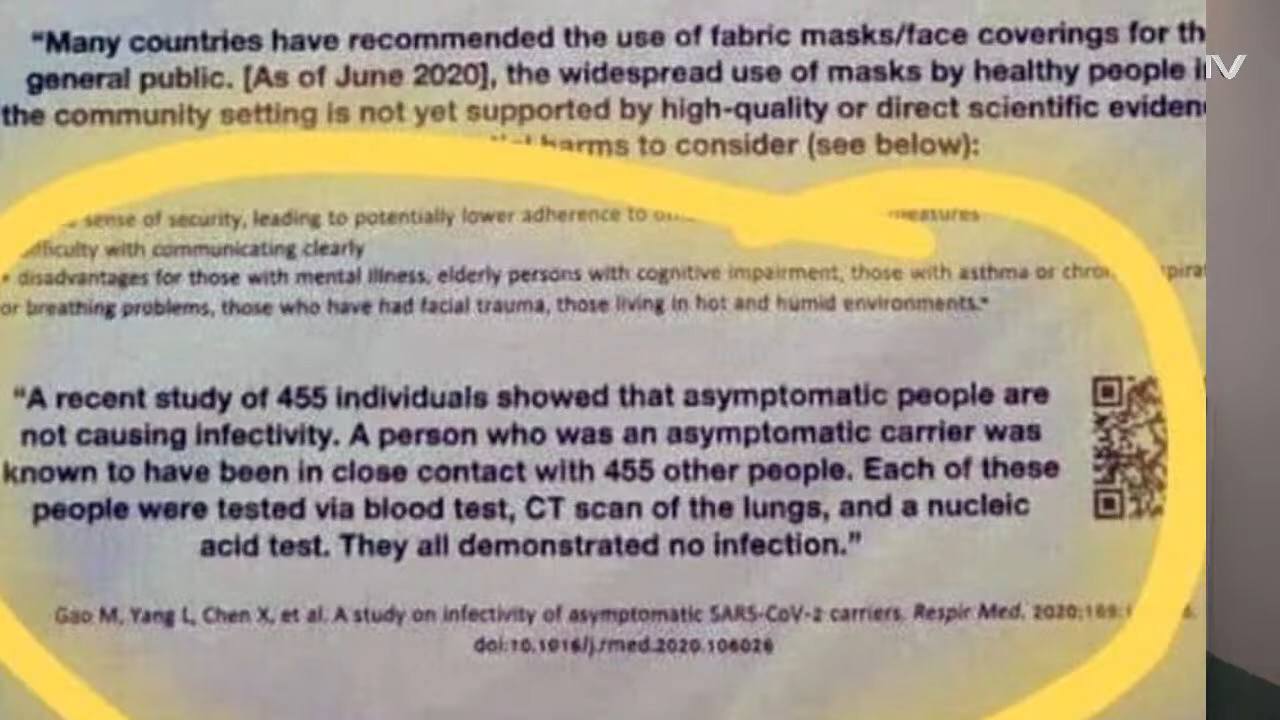 “Many countries have recommended the use of fabric masks/face coverings for th
general public. [As of June 2020], the widespread use of masks by healthy people i
IV
the community setting is not yet supported by high-quality or direct scientific eviden
harms to consider (see below):
sense of security, leading to potentially lower adherence to measures
difficulty with communicating clearly
• disadvantages for those with mental illness, elderly persons with cognitive impairment, those with asthma or
or breathing problems, those who have had facial trauma, those living in hot and humid environments."
“A recent study of 455 individuals showed that asymptomatic people are
not causing infectivity. A person who was an asymptomatic carrier was
known to have been in close contact with 455 other people. Each of these
people were tested via blood test, CT scan of the lungs, and a nucleic
acid test. They all demonstrated no infection.”
Gao M, Yang L, Chen X, et al. A study on infectivity of asymptomatic SARS-CoV-2 carriers. Respir Med. 2020;169:
doi:10.1016/j.rmed.2020.106026